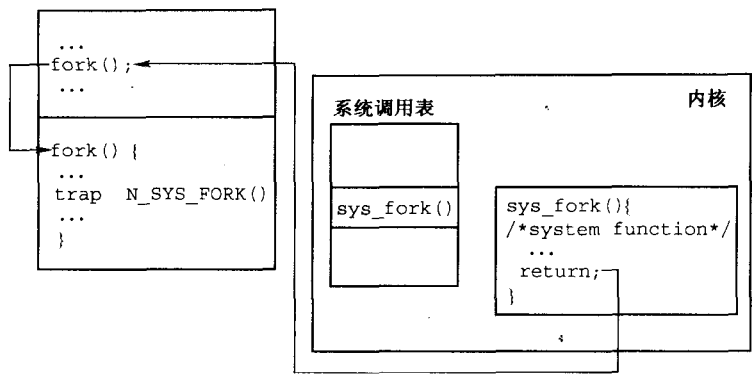 ...
fork();
...
fork() {
...
trap N_SYS_FORK()
...
}
系统调用表
内核
sys_fork()
sys_fork(){
/*system function*/
...
return;
}